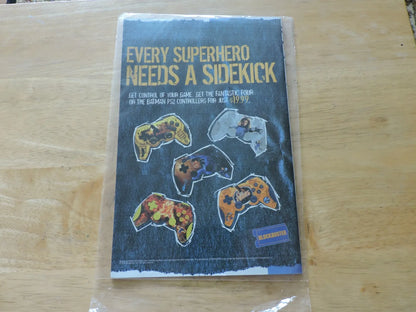 EVERY SUPERHERO
NEEDS A SIDEKICK
GET CONTROL OF YOUR GAME. GET THE FANTASTIC FOUR
OR THE BATMAN PS2 CONTROLLERS FOR JUST $19.99.
BLOCKBUSTER